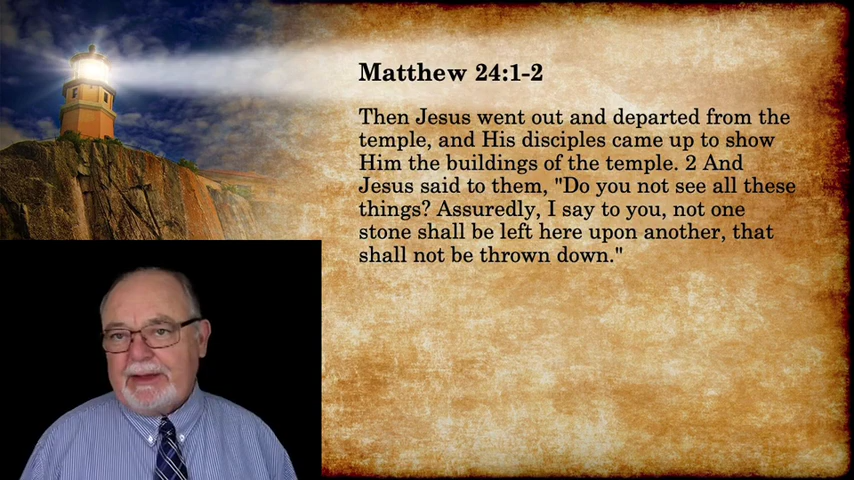 Matthew 24:1-2
Then Jesus went out and departed from the
temple, and His disciples came up to show
Him the buildings of the temple. 2 And
Jesus said to them, "Do you not see all these
things? Assuredly, I say to you, not one
stone shall be left here upon another, that
shall not be thrown down."